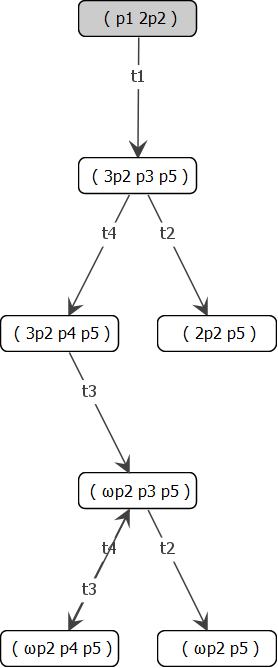 ( p1 2p2 )
t1
( 3p2 p3 p5 )
t4 t2
( 3p2 p4 p5 ) ( 2p2 p5 )
t3
( ωp2 p3 p5 )
t4 t2
t3
( ωp2 p4 p5 ) ( ωp2 p5 )